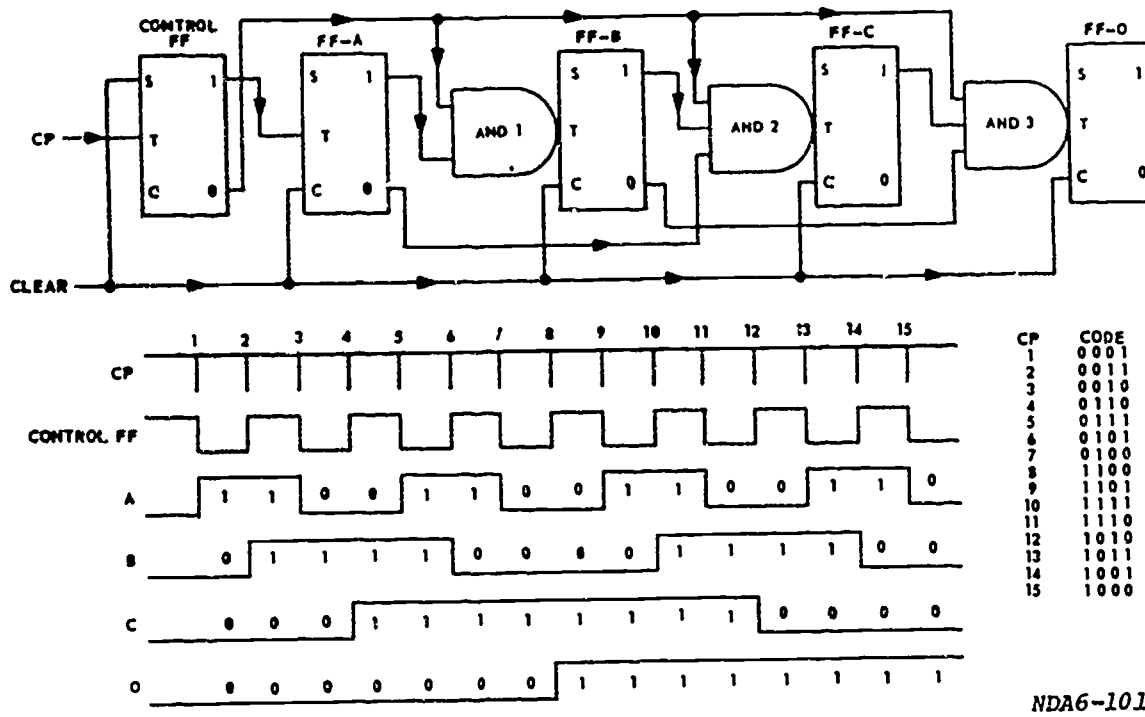 CONTROL FF
FF-A
FF-B
FF-C
FF-O
S 1
T
C 0
S 1
T
C 0
AND 1
S 1
T
C 0
AND 2
S 1
T
C 0
AND 3
S 1
T
C 0
CP
CLEAR
1 2 3 4 5 6 7 8 9 10 11 12 13 14 15
CP
CONTROL FF
A 1 1 0 0 1 1 0 0 1 1 0 0 1 1 0
B 0 1 1 1 1 0 0 0 0 1 1 1 1 0 0
C 0 0 0 1 1 1 1 1 1 1 1 0 0 0 0
O 0 0 0 0 0 0 0 1 1 1 1 1 1 1 1
CP CODE
1 0001
2 0011
3 0010
4 0110
5 0111
6 0101
7 0100
8 1100
9 1101
10 1111
11 1110
12 1010
13 1011
14 1001
15 1000
NDA6-101